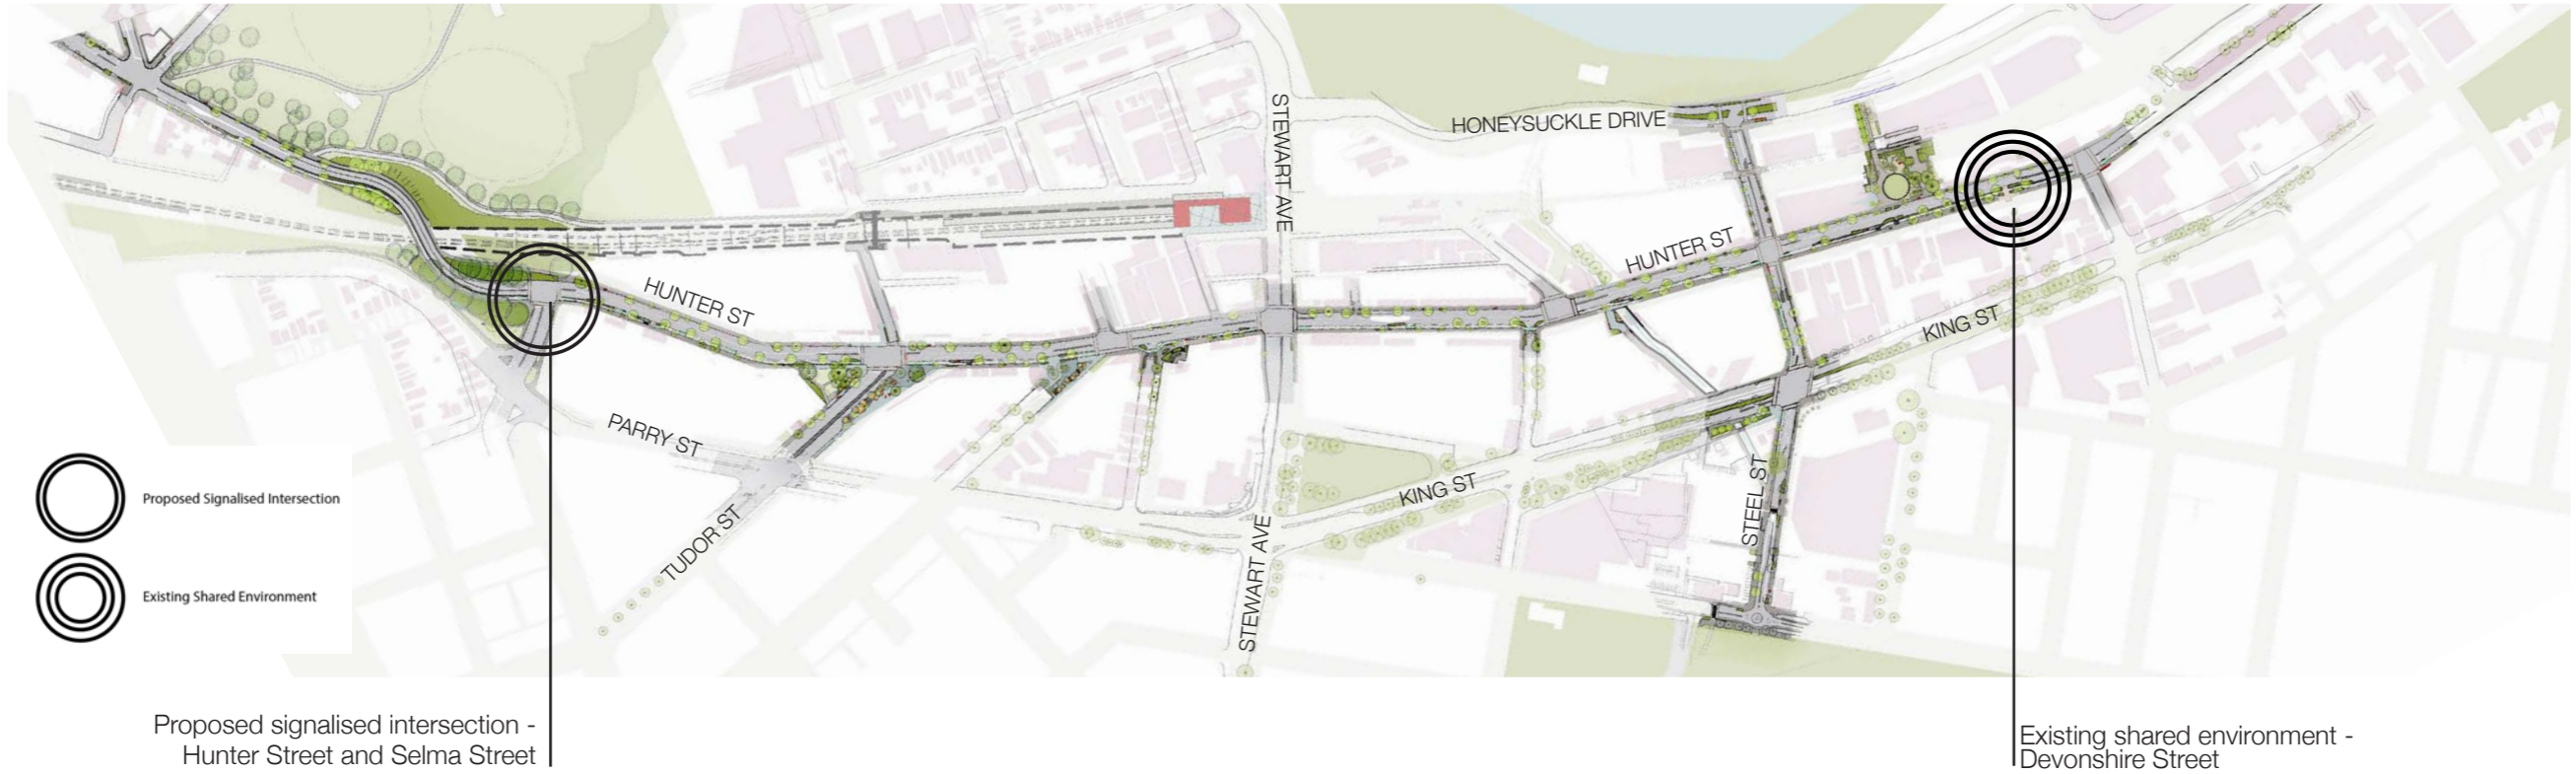 STEWART AVE
HONEYSUCKLE DRIVE
HUNTER ST
HUNTER ST
KING ST
PARRY ST
KING ST
STEEL ST
TUDOR ST
STEWART AVE
Proposed Signalised Intersection
Existing Shared Environment
Proposed signalised intersection -
Hunter Street and Selma Street
Existing shared environment -
Devonshire Street